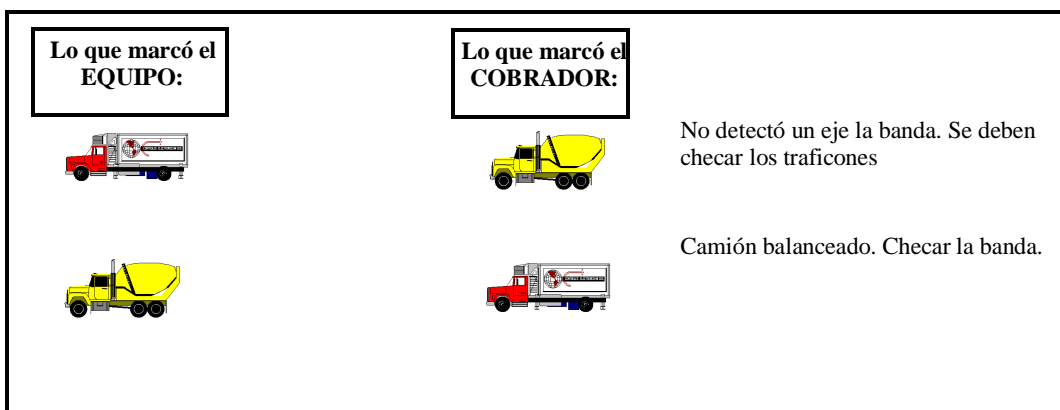 Lo que marcó el
EQUIPO:
Lo que marcó el
COBRADOR:
No detectó un eje la banda. Se deben
checar los traficones
Camión balanceado. Checar la banda.